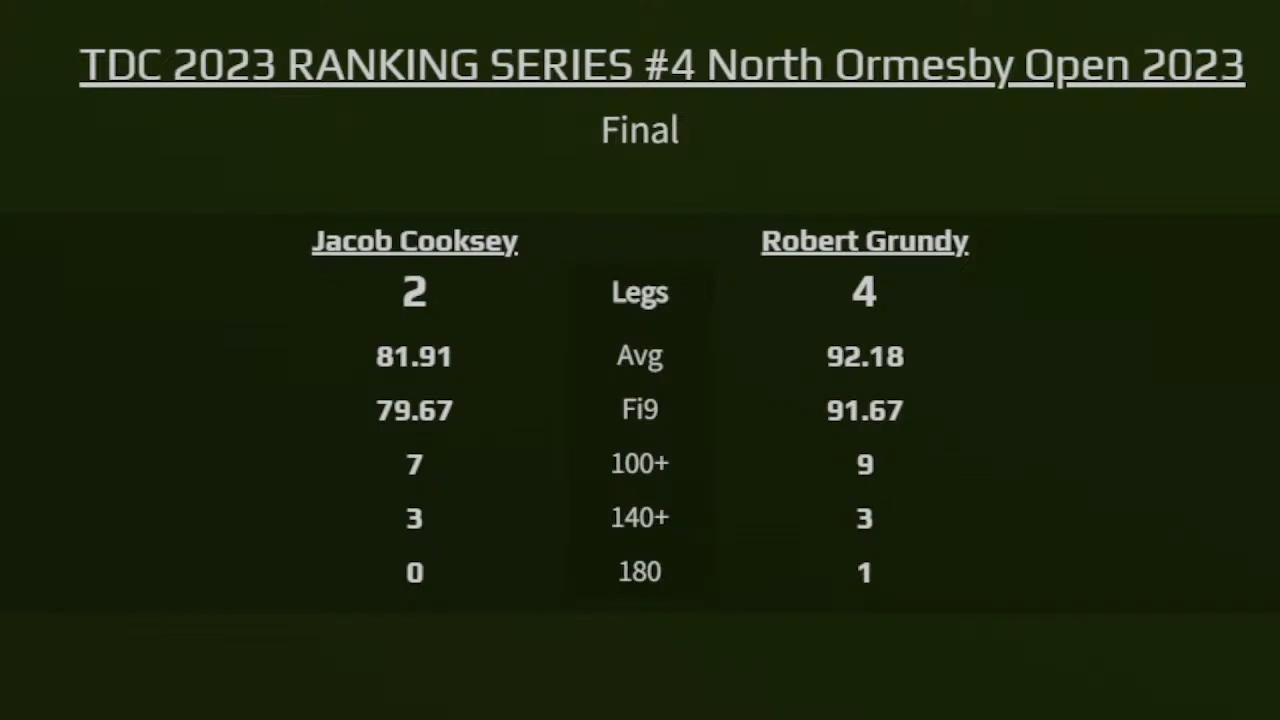 TDC 2023 RANKING SERIES #4 North Ormesby Open 2023
Final
Jacob Cooksey Robert Grundy
2 Legs 4
81.91 Avg 92.18
79.67 Fi9 91.67
7 100+ 9
3 140+ 3
0 180 1